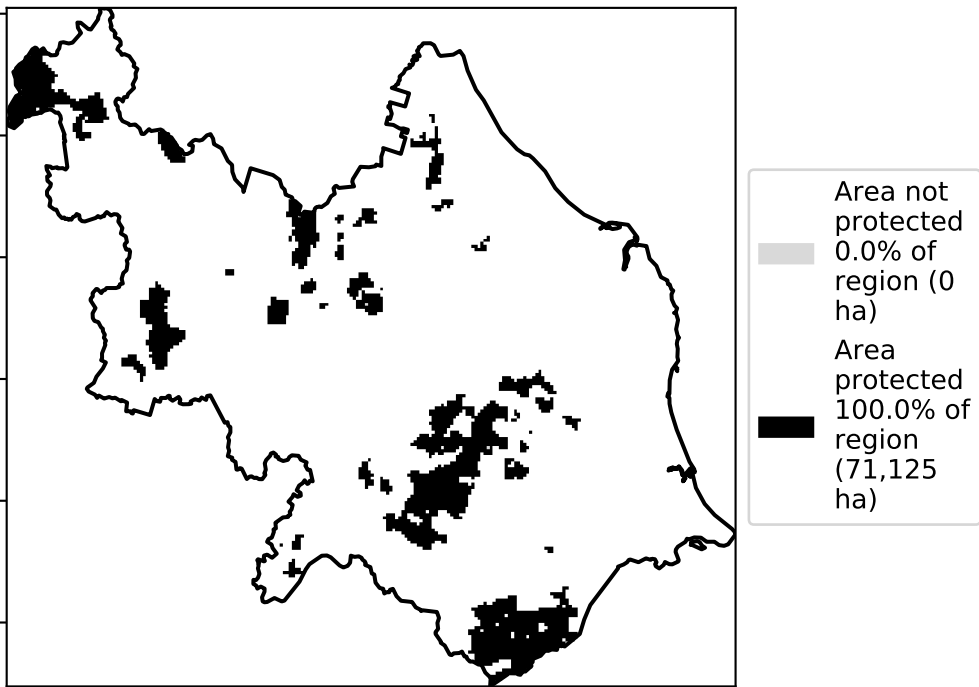 Area not
protected
0.0% of
region (0
ha)
Area
protected
100.0% of
region
(71,125
ha)